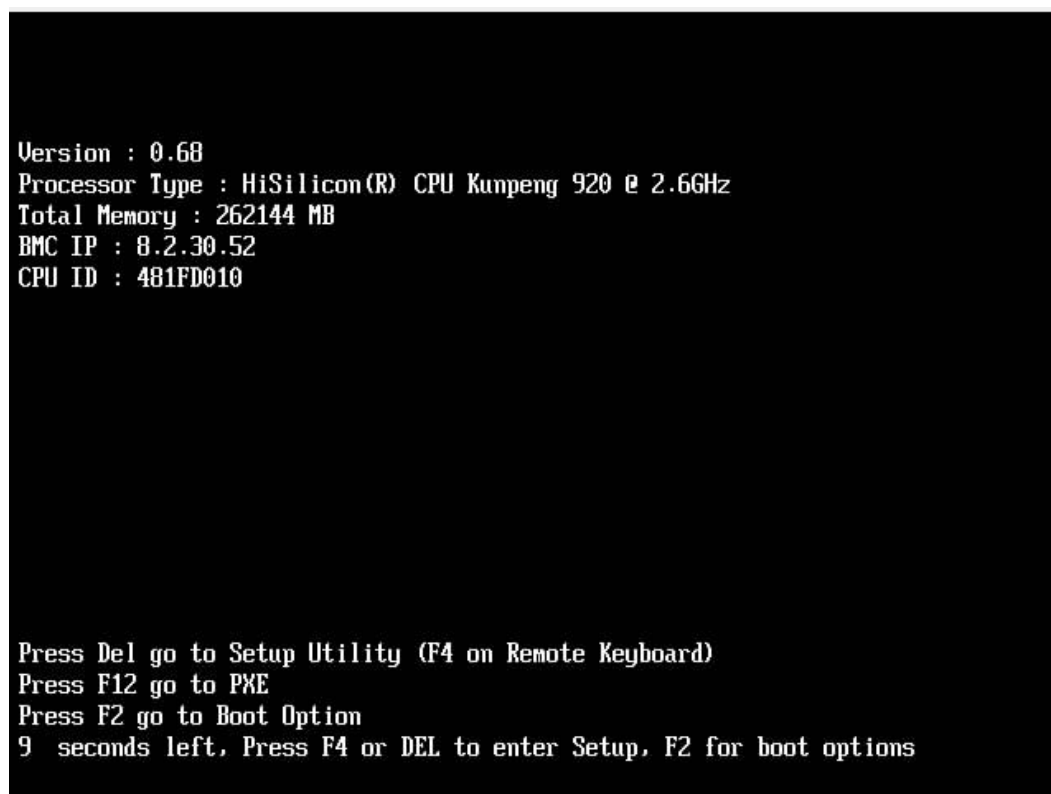 Version : 0.68
Processor Type : HiSilicon(R) CPU Kunpeng 920 @ 2.6GHz
Total Memory : 262144 MB
BMC IP : 8.2.30.52
CPU ID : 481FD010
Press Del go to Setup Utility (F4 on Remote Keyboard)
Press F12 go to PXE
Press F2 go to Boot Option
9  seconds left, Press F4 or DEL to enter Setup, F2 for boot options